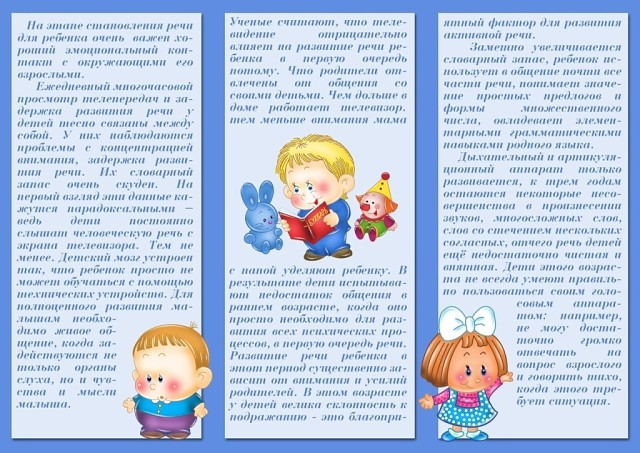 На этапе становления речи
для ребенка очень важен хо-
роший эмоциональный кон-
такт с окружающими его
взрослыми.
Ежедневный многочасовой
просмотр телепередач и за-
держка развития речи у
детей тесно связаны между
собой. У них наблюдаются
проблемы с концентрацией
внимания, задержка разви-
тия речи. Их словарный
запас очень скуден. На
первый взгляд эти данные ка-
жутся парадоксальными –
ведь дети постоянно
слышат человеческую речь с
экрана телевизора. Тем не
менее. Детский мозг устроен
так, что ребенок просто не
может обучаться с помощью
технических устройств. Для
полноценного развития ма-
лышам необхо-
димо живое об-
щение, когда за-
действуются не
только органы
слуха, но и чув-
ства и мысли
малыша.
Ученые считают, что теле-
видение отрицательно
влияет на развитие речи ре-
бенка в первую очередь
потому. Что родители от-
влечены от общения со
своими детьми. Чем дольше в
доме работает телевизор.
тем меньше внимания мама
БУКВАРЬ
с папой уделяют ребенку. В
результате дети испытыва-
ют недостаток общения в
раннем возрасте, когда оно
просто необходимо для ра-
звития всех психических про-
цессов, в первую очередь речи.
Развитие речи ребенка в
этот период существенно за-
висит от внимания и усилий
родителей. В этом возрасте
у детей велика склонность к
подражанию - это благопри-
ятный фактор для развития
активной речи.
Заметно увеличивается
словарный запас, ребенок ис-
пользует в общение почти все
части речи, понимает значе-
ние простых предлогов и
формы множественного
числа, овладевает элемен-
тарными грамматическими
навыками родного языка.
Дыхательный и артикуля-
ционный аппарат только
развивается, к трем годам
остаются некоторые несо-
вершенства в произнесении
звуков, многосложных слов,
слов со стечением нескольких
согласных, отчего речь детей
ещё недостаточно чистая и
внятная. Дети этого возрас-
та не всегда умеют правиль-
но пользоваться своим голо-
совым аппара-
том: например,
не могу доста-
точно громко
отвечать на
вопрос взрослого
и говорить тихо,
когда этого тре-
бует ситуация.